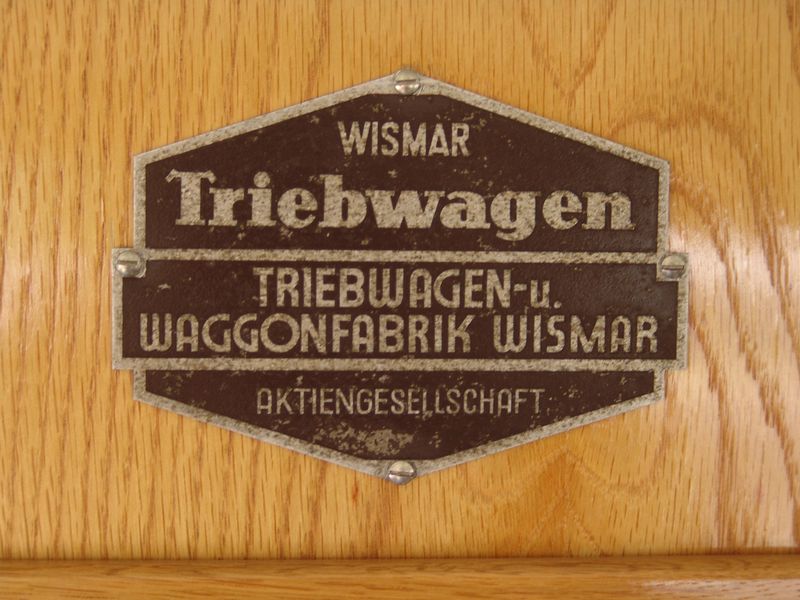 WISMAR
Triebwagen
TRIEBWAGEN-u.
WAGGONFABRIK WISMAR
AKTIENGESELLSCHAFT